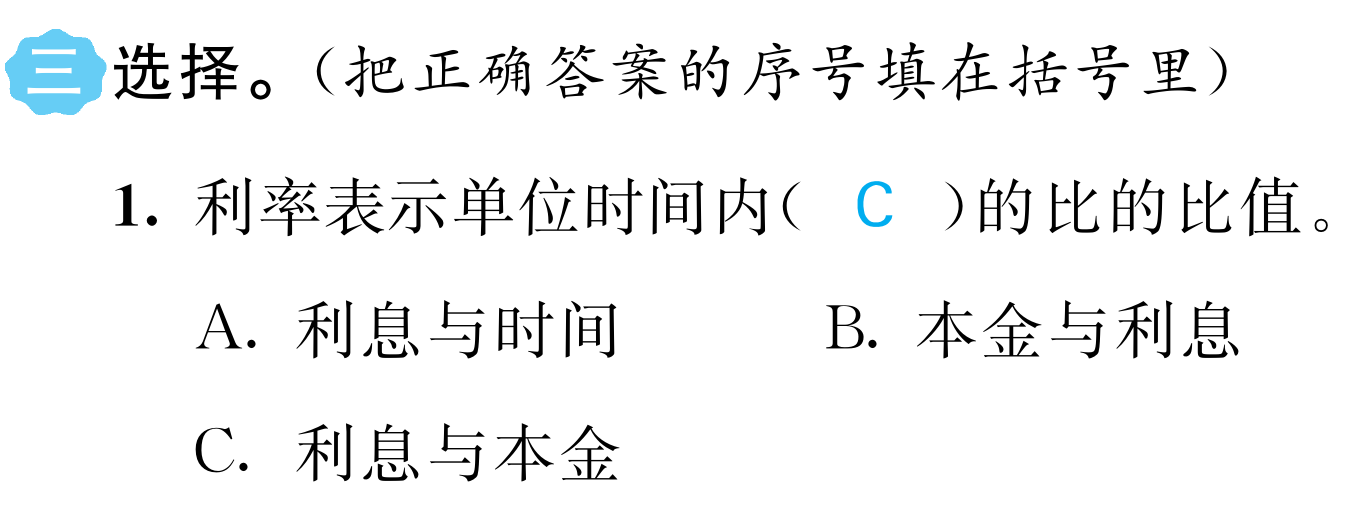 三 选择。(把正确答案的序号填在括号里)
1. 利率表示单位时间内( C )的比的比值。
A. 利息与时间 B. 本金与利息
C. 利息与本金